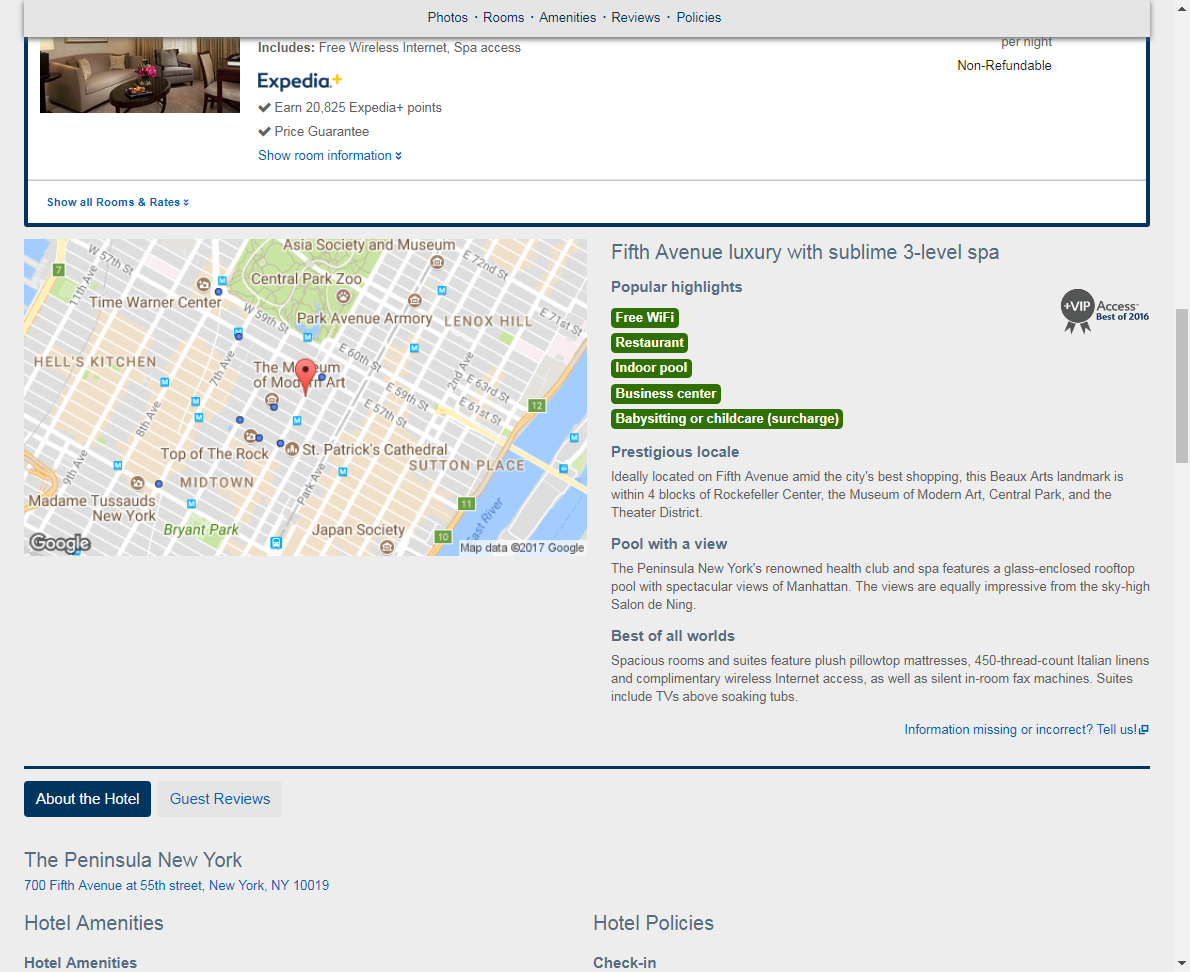 Photos · Rooms · Amenities · Reviews · Policies
Includes: Free Wireless Internet, Spa access
per night
Non-Refundable
Expedia+
Earn 20,825 Expedia+ points
Price Guarantee
Show room information
Show all Rooms & Rates
Asia Society and Museum
W 57th St
E 72nd St
7
11th Ave
Central Park Zoo
Time Warner Center
W 59th St
Park Avenue Armory
LENOX HILL
E 71st St
HELL'S KITCHEN
7th Ave
The Museum
of Modern Art
E 60th St
2nd Ave
E 63rd St
E 59th St
E 61st St
E 57th St
12
8th Ave
9th Ave
Top of The Rock
St. Patrick's Cathedral
SUTTON PLACE
MIDTOWN
Park Ave
Madame Tussauds
New York
11
East River
Bryant Park
Japan Society
10
Google
Map data ©2017 Google
Fifth Avenue luxury with sublime 3-level spa
Popular highlights
+VIP Access™
Best of 2016
Free WiFi
Restaurant
Indoor pool
Business center
Babysitting or childcare (surcharge)
Prestigious locale
Ideally located on Fifth Avenue amid the city's best shopping, this Beaux Arts landmark is
within 4 blocks of Rockefeller Center, the Museum of Modern Art, Central Park, and the
Theater District.
Pool with a view
The Peninsula New York's renowned health club and spa features a glass-enclosed rooftop
pool with spectacular views of Manhattan. The views are equally impressive from the sky-high
Salon de Ning.
Best of all worlds
Spacious rooms and suites feature plush pillowtop mattresses, 450-thread-count Italian linens
and complimentary wireless Internet access, as well as silent in-room fax machines. Suites
include TVs above soaking tubs.
Information missing or incorrect? Tell us!
About the Hotel
Guest Reviews
The Peninsula New York
700 Fifth Avenue at 55th street, New York, NY 10019
Hotel Amenities
Hotel Policies
Hotel Amenities
Check-in